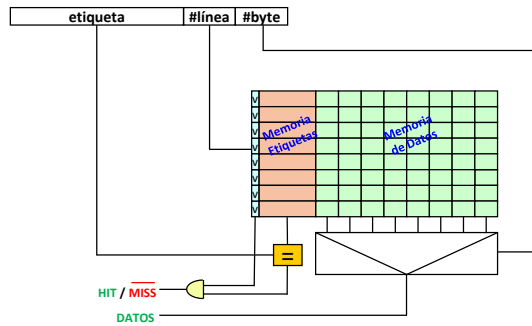 etiqueta #línea #byte
V
V
V
V
V
V
V
V
Memoria
Etiquetas
Memoria
de Datos
=
HIT / MISS
DATOS